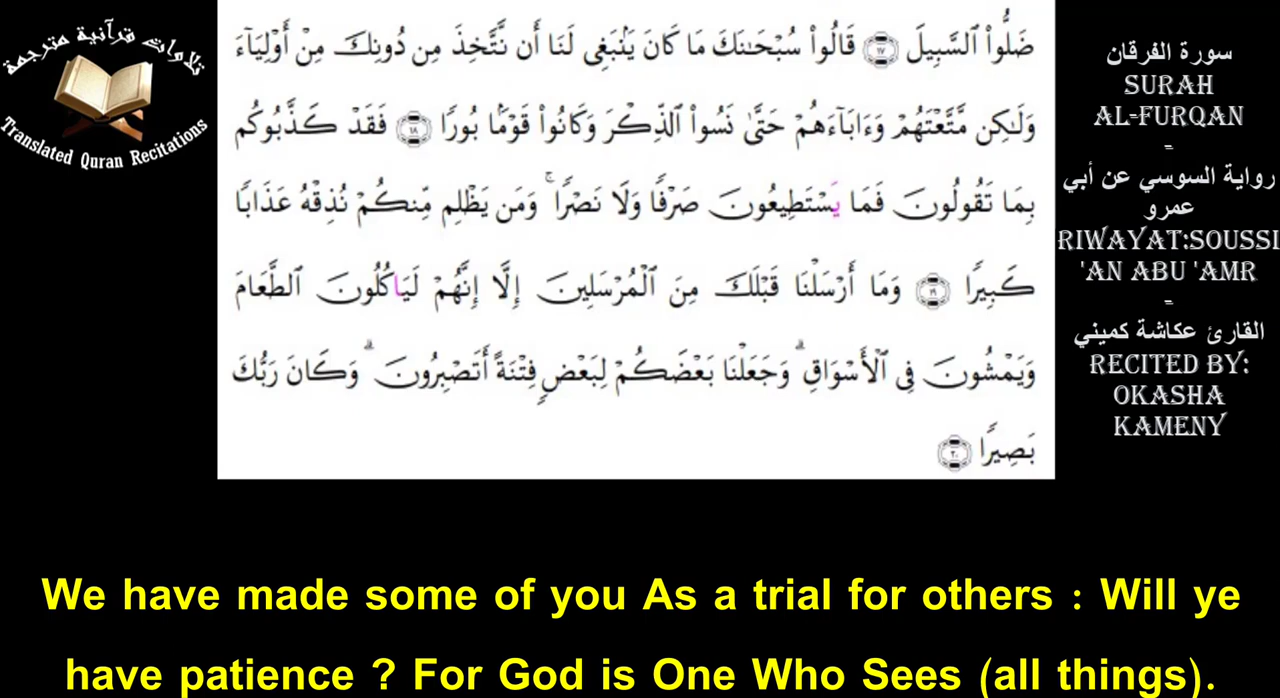 تلاوات قرآنية مترجمة
Translated Quran Recitations
ضَلُّواْ ٱلسَّبِيلَ ١٧ قَالُواْ سُبْحَٰنَكَ مَا كَانَ يَنۢبَغِى لَنَا أَن نَّتَّخِذَ مِن دُونِكَ مِنْ أَوْلِيَآءَ
وَلَٰكِن مَّتَّعْتَهُمْ وَءَابَآءَهُمْ حَتَّىٰ نَسُواْ ٱلذِّكْرَ وَكَانُواْ قَوْمًۢا بُورًا ١٨ فَقَدْ كَذَّبُوكُم
بِمَا تَقُولُونَ فَمَا يَسْتَطِيعُونَ صَرْفًا وَلَا نَصْرًا ۚ وَمَن يَظْلِم مِّنكُمْ نُذِقْهُ عَذَابًا
كَبِيرًا ١٩ وَمَا أَرْسَلْنَا قَبْلَكَ مِنَ ٱلْمُرْسَلِينَ إِلَّا إِنَّهُمْ لَيَاكُلُونَ ٱلطَّعَامَ
وَيَمْشُونَ فِى ٱلْأَسْوَاقِ ۗ وَجَعَلْنَا بَعْضَكُمْ لِبَعْضٍ فِتْنَةً أَتَصْبِرُونَ ۗ وَكَانَ رَبُّكَ
بَصِيرًا ٢٠
سورة الفرقان
SURAH
AL-FURQAN
-
رواية السوسي عن أبي
عمرو
RIWAYAT:SOUSSI
'AN ABU 'AMR
-
القارئ عكاشة كميني
RECITED BY:
OKASHA
KAMENY
We have made some of you As a trial for others : Will ye
have patience ? For God is One Who Sees (all things).